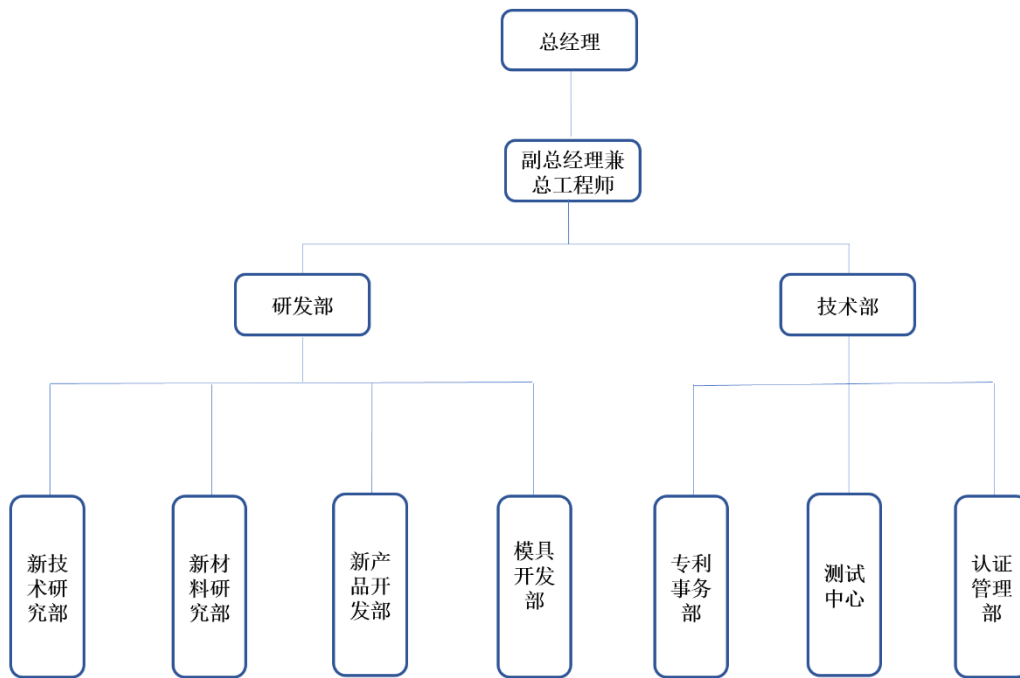 总经理
副总经理兼
总工程师
研发部
技术部
新技
术研
究部
新材
料研
究部
新产
品开
发部
模具
开发
部
专利
事务
部
测试
中心
认证
管理
部